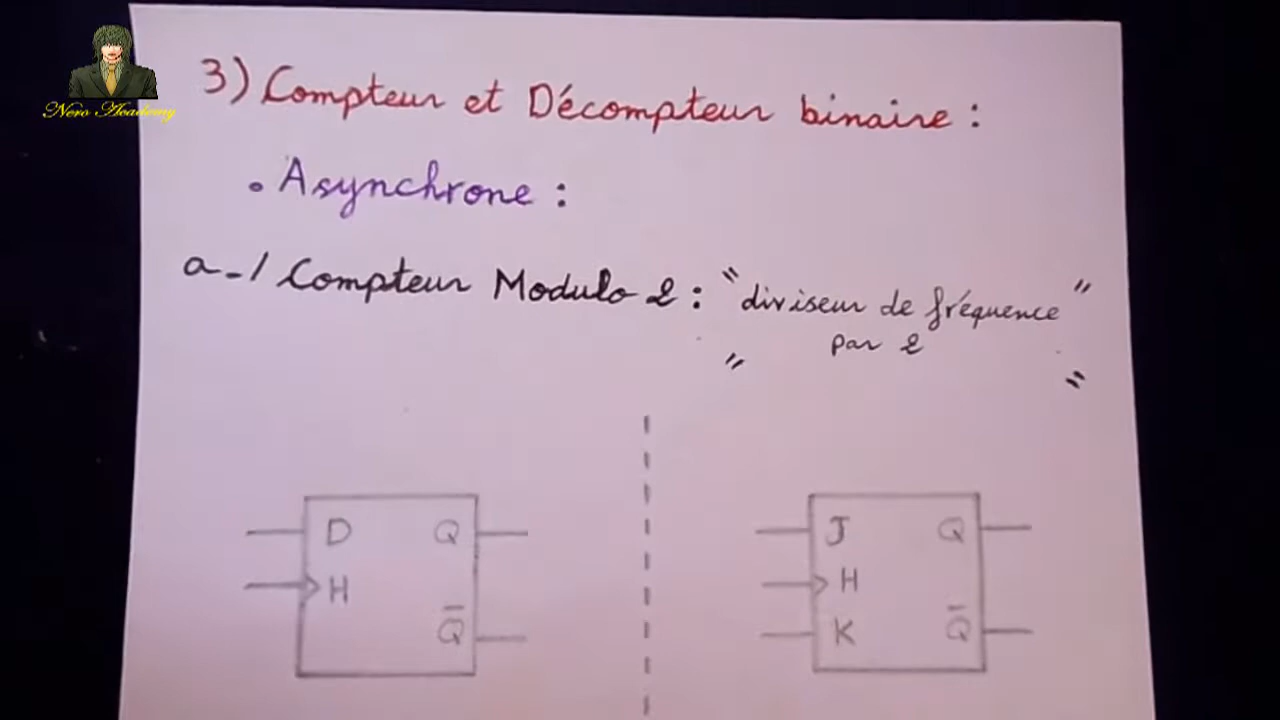 Nero Academy
3) Compteur et Décompteur binaire :
• Asynchrone :
a-/ Compteur Modulo 2 : "diviseur de fréquence"
" par 2 "
D Q
H
Q̅
J Q
H
K Q̅